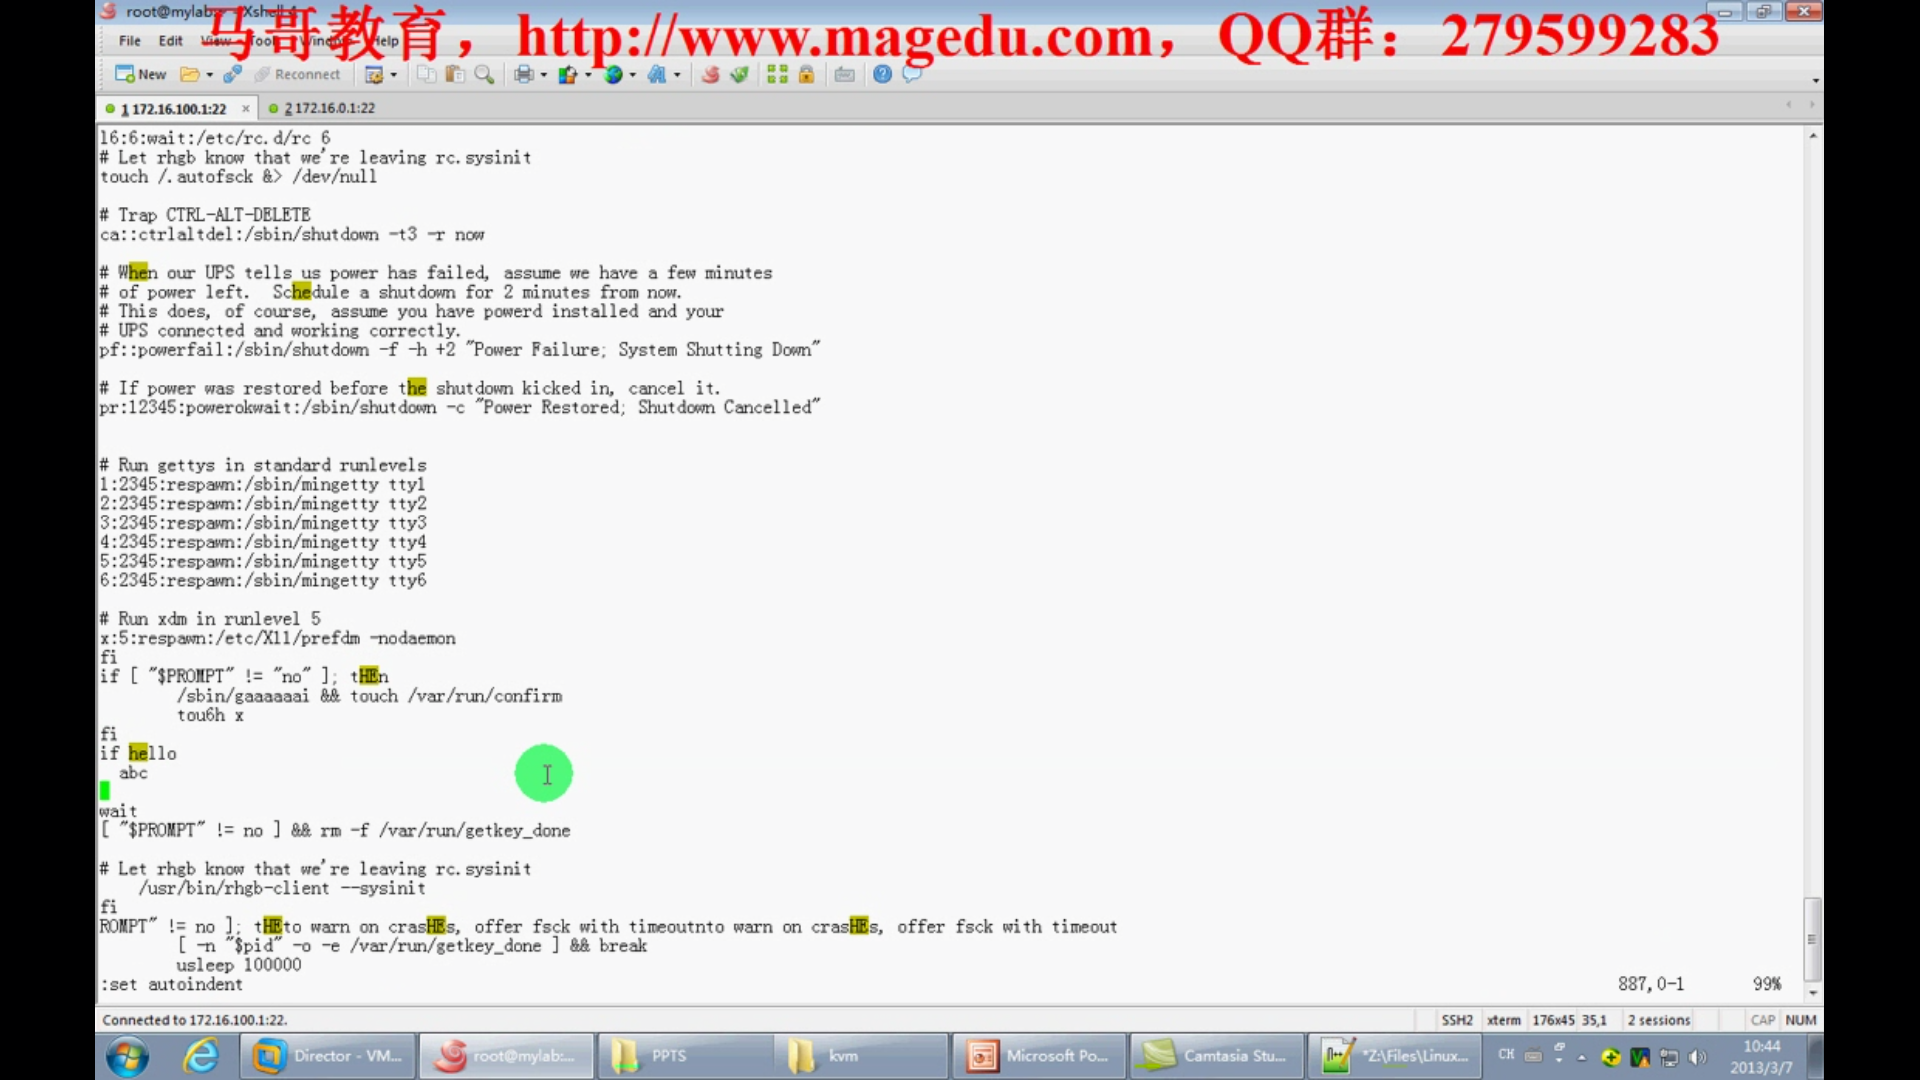 root@mylab: - Xshell 4
马哥教育，http://www.magedu.com，QQ群：279599283
File Edit View Tools Window Help
New Reconnect
1 172.16.100.1:22 2 172.16.0.1:22
l6:6:wait:/etc/rc.d/rc 6
# Let rhgb know that we're leaving rc.sysinit
touch /.autofsck &> /dev/null
# Trap CTRL-ALT-DELETE
ca::ctrlaltdel:/sbin/shutdown -t3 -r now
# When our UPS tells us power has failed, assume we have a few minutes
# of power left.  Schedule a shutdown for 2 minutes from now.
# This does, of course, assume you have powerd installed and your
# UPS connected and working correctly.
pf::powerfail:/sbin/shutdown -f -h +2 "Power Failure; System Shutting Down"
# If power was restored before the shutdown kicked in, cancel it.
pr:12345:powerokwait:/sbin/shutdown -c "Power Restored; Shutdown Cancelled"
# Run gettys in standard runlevels
1:2345:respawn:/sbin/mingetty tty1
2:2345:respawn:/sbin/mingetty tty2
3:2345:respawn:/sbin/mingetty tty3
4:2345:respawn:/sbin/mingetty tty4
5:2345:respawn:/sbin/mingetty tty5
6:2345:respawn:/sbin/mingetty tty6
# Run xdm in runlevel 5
x:5:respawn:/etc/X11/prefdm -nodaemon
fi
if [ "$PROMPT" != "no" ]; tHEn
/sbin/gaaaaaai && touch /var/run/confirm
tou6h x
fi
if hello
abc
wait
[ "$PROMPT" != no ] && rm -f /var/run/getkey_done
# Let rhgb know that we're leaving rc.sysinit
/usr/bin/rhgb-client --sysinit
fi
ROMPT" != no ]; tHEto warn on crasHEs, offer fsck with timeoutnto warn on crasHEs, offer fsck with timeout
[ -n "$pid" -o -e /var/run/getkey_done ] && break
usleep 100000
:set autoindent 887,0-1 99%
Connected to 172.16.100.1:22. SSH2 xterm 176x45 35,1 2 sessions CAP NUM
Director - VM... root@mylab:... PPTS kvm Microsoft Po... Camtasia Stu... *Z:\Files\Linux... CH 10:44
2013/3/7